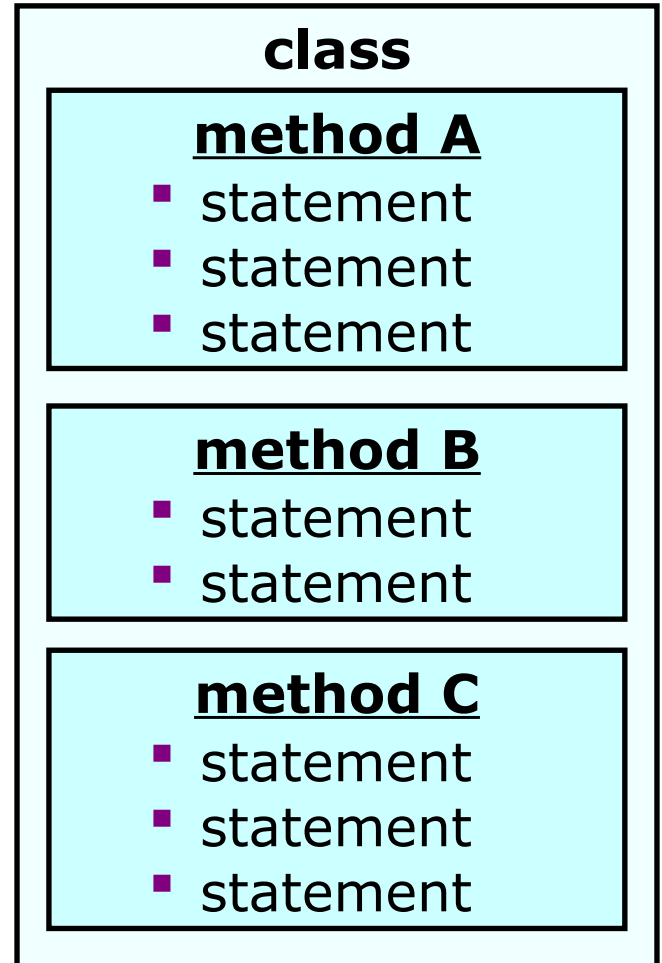 class
method A
▪ statement
▪ statement
▪ statement
method B
▪ statement
▪ statement
method C
▪ statement
▪ statement
▪ statement